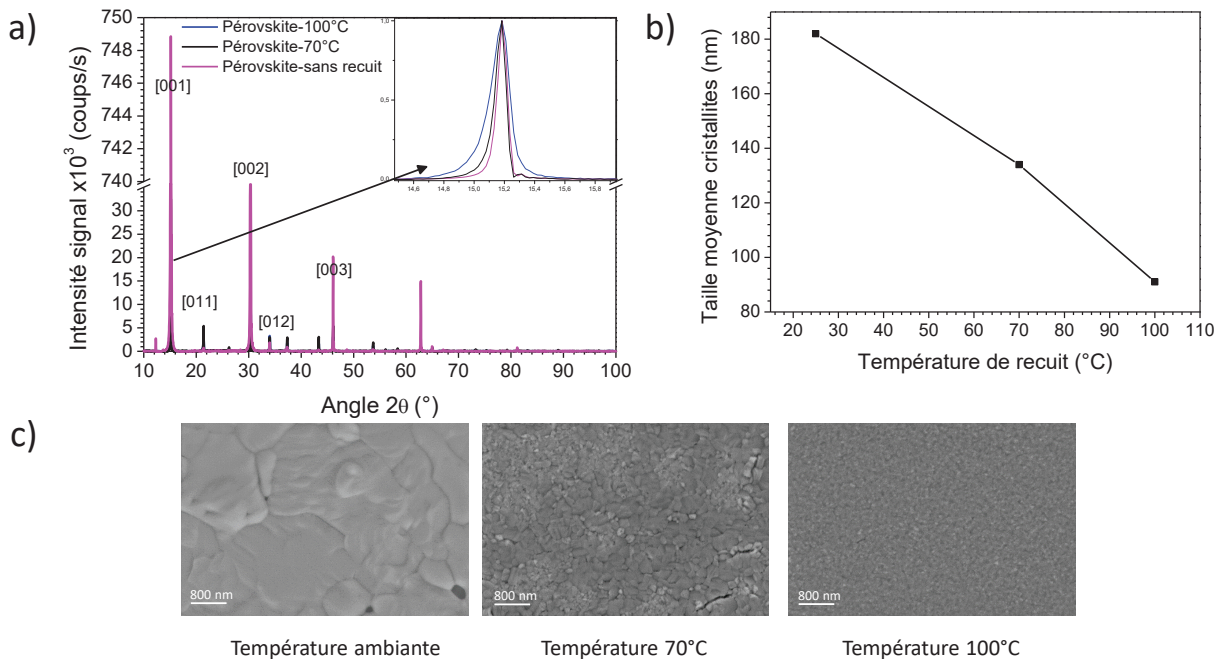 a)
Intensité signal x10³ (coups/s)
750
748
746
744
742
740
30
25
20
15
10
5
0
10 20 30 40 50 60 70 80 90 100
Angle 2θ (°)
Pérovskite-100°C
Pérovskite-70°C
Pérovskite-sans recuit
[001]
[002]
[011]
[012]
[003]
1,0
0,5
0,0
14,6 14,8 15,0 15,2 15,4 15,6 15,8
b)
Taille moyenne cristallites (nm)
180
160
140
120
100
80
20 30 40 50 60 70 80 90 100 110
Température de recuit (°C)
c)
800 nm
800 nm
800 nm
Température ambiante
Température 70°C
Température 100°C